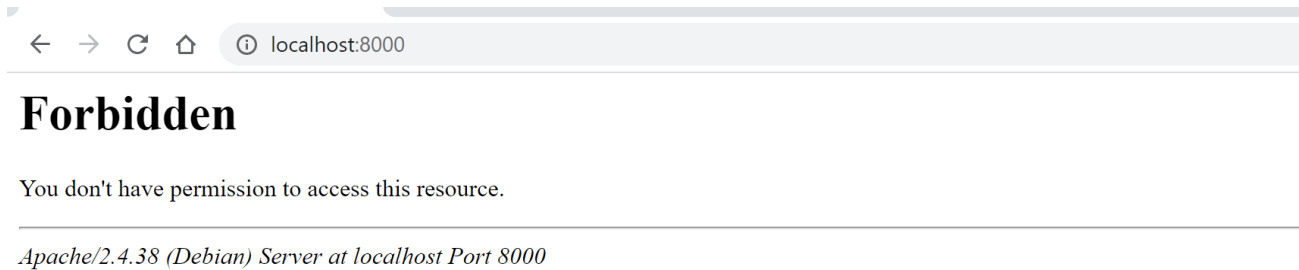 localhost:8000
Forbidden
You don't have permission to access this resource.
Apache/2.4.38 (Debian) Server at localhost Port 8000